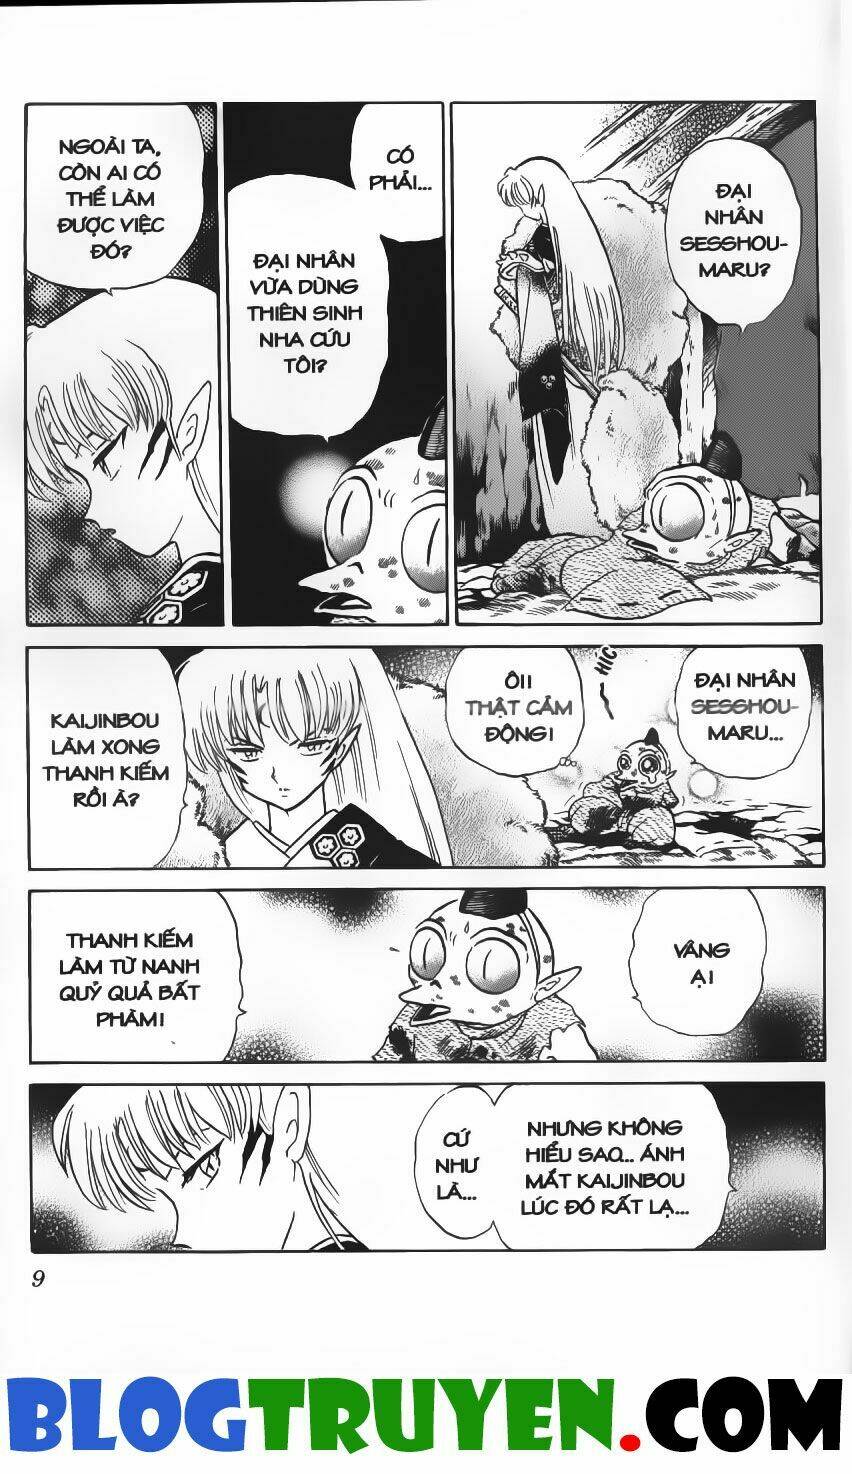 ĐẠI
NHÂN
SESSHOU-
MARU?
CÓ
PHẢI...
ĐẠI NHÂN
VỪA DÙNG
THIÊN SINH
NHA CỨU
TÔI?
NGOÀI TA,
CÒN AI CÓ
THỂ LÀM
ĐƯỢC VIỆC
ĐÓ?
ĐẠI NHÂN
SESSHOU-
MARU...
HÍC
ÔI!
THẬT CẢM
ĐỘNG!
KAIJINBOU
LÀM XONG
THANH KIẾM
RỒI À?
VÂNG
Ạ!
THANH KIẾM
LÀM TỪ NANH
QUỶ QUẢ BẤT
PHÀM!
NHƯNG KHÔNG
HIỂU SAO... ÁNH
MẮT KAIJINBOU
LÚC ĐÓ RẤT LẠ...
CỨ
NHƯ
LÀ...
9
BLOGTRUYEN.COM